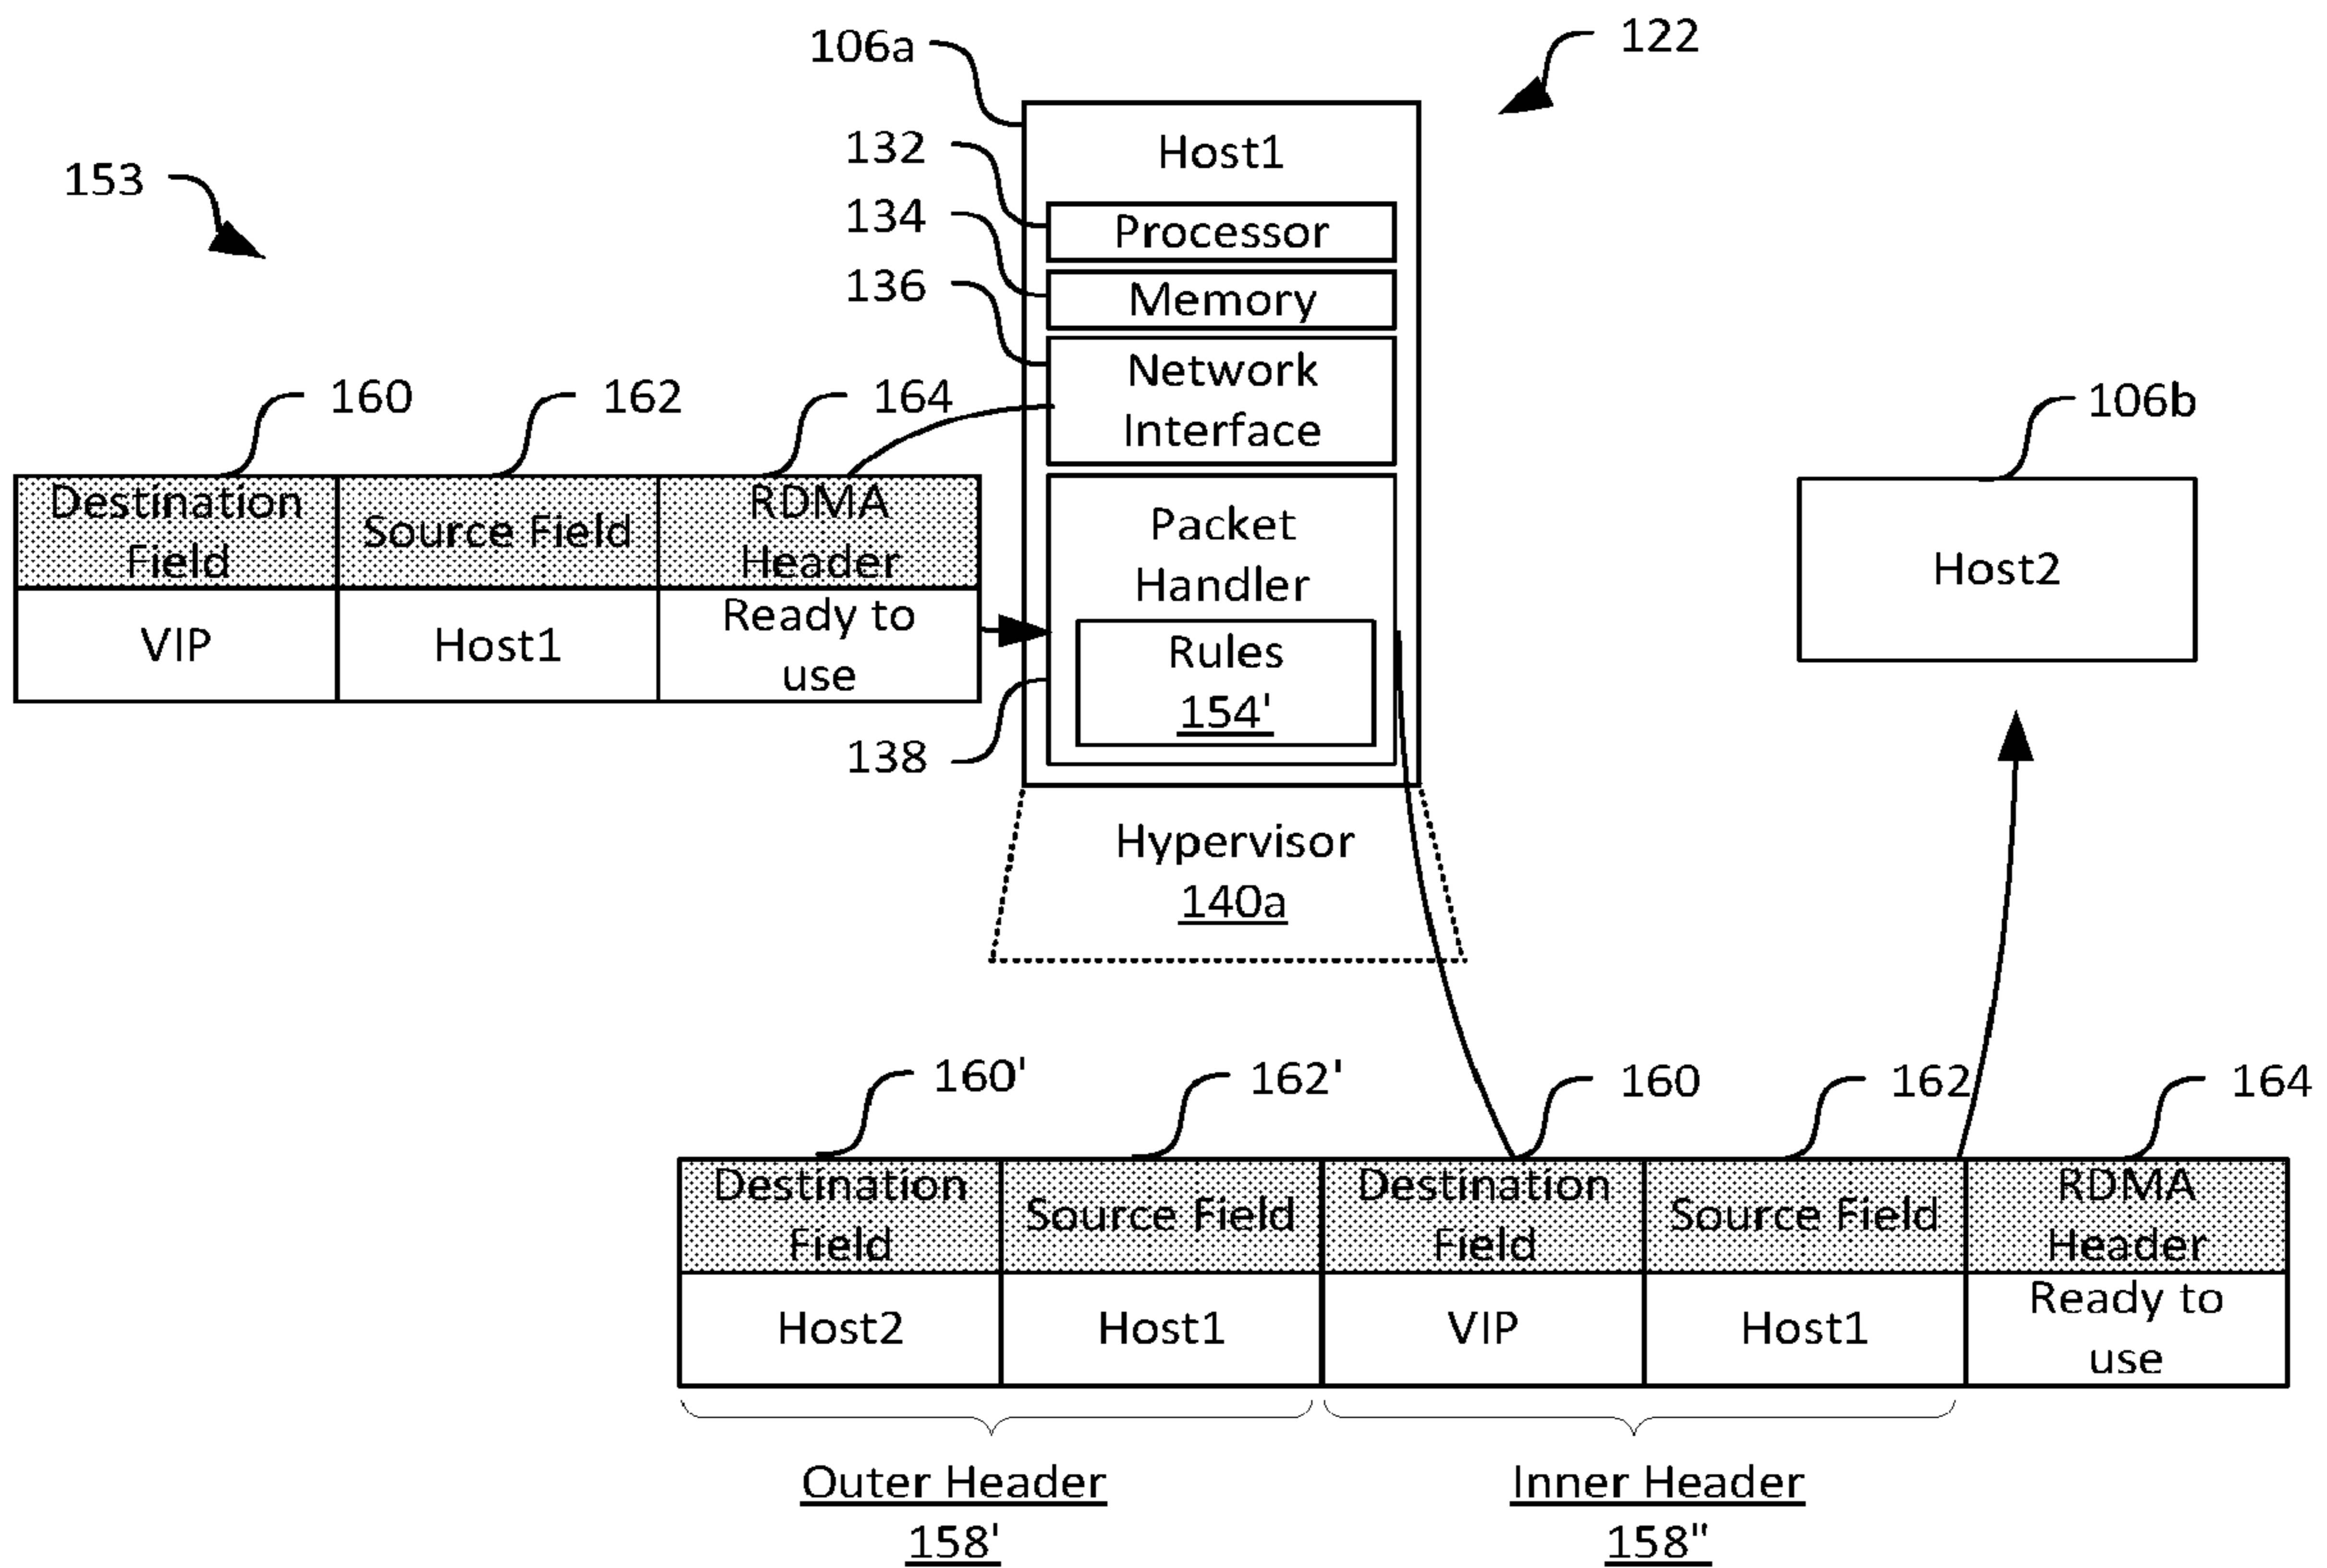 106a
122
153
132
134
136
Host1
Processor
Memory
Network
Interface
160
162
164
Destination
Field
Source Field
RDMA
Header
VIP
Host1
Ready to
use
Packet
Handler
Rules
154'
138
106b
Host2
Hypervisor
140a
160'
162'
160
162
164
Destination
Field
Source Field
Destination
Field
Source Field
RDMA
Header
Host2
Host1
VIP
Host1
Ready to
use
Outer Header
158'
Inner Header
158"